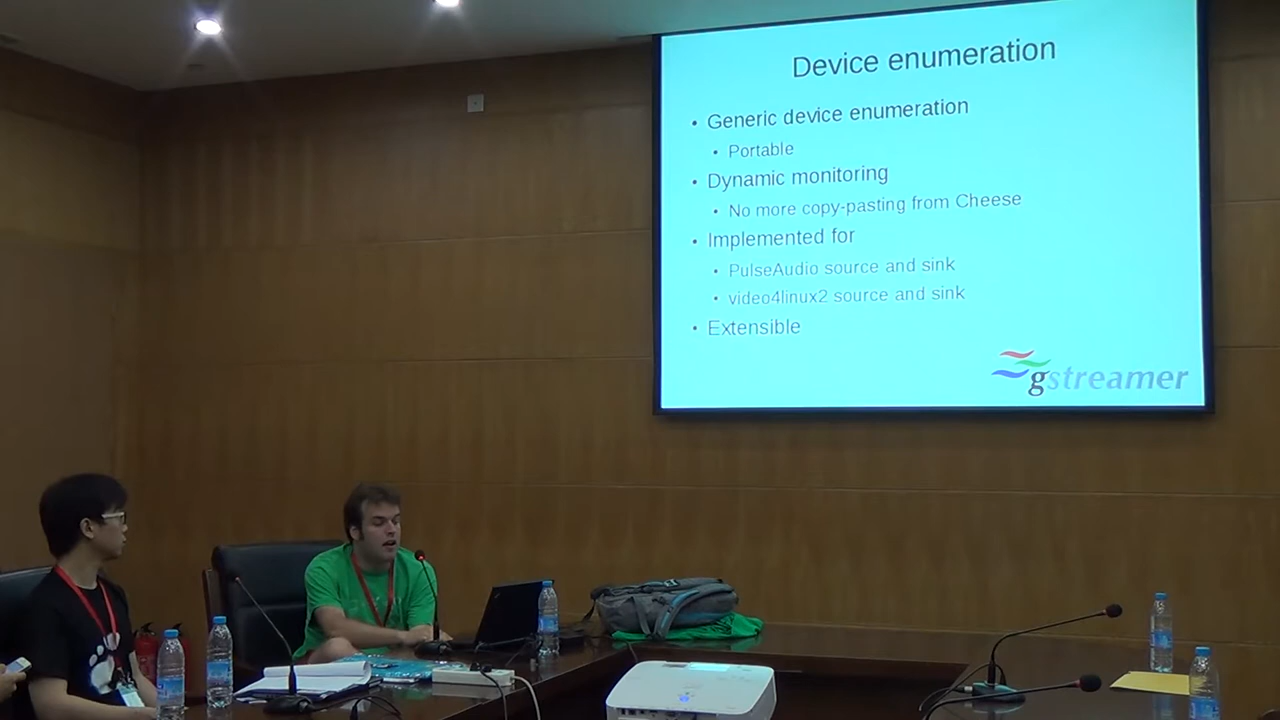 Device enumeration
• Generic device enumeration
• Portable
• Dynamic monitoring
• No more copy-pasting from Cheese
• Implemented for
• PulseAudio source and sink
• video4linux2 source and sink
• Extensible
gstreamer